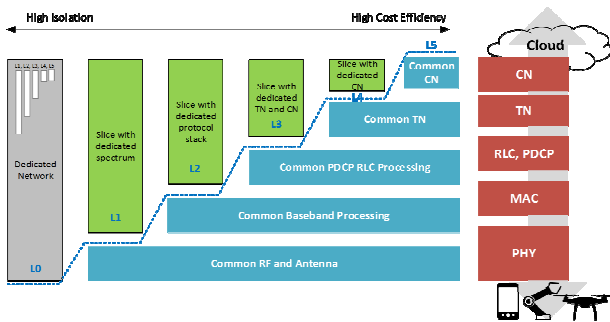 High Isolation
High Cost Efficiency
L5
Cloud
L1, L2, L3, L4, L5
Dedicated
Network
L0
Slice with
dedicated
spectrum
L1
Slice with
dedicated
protocol
stack
L2
Slice with
dedicated
TN and CN
L3
Slice with
dedicated
CN
L4
Common
CN
Common TN
Common PDCP RLC Processing
Common Baseband Processing
Common RF and Antenna
CN
TN
RLC, PDCP
MAC
PHY